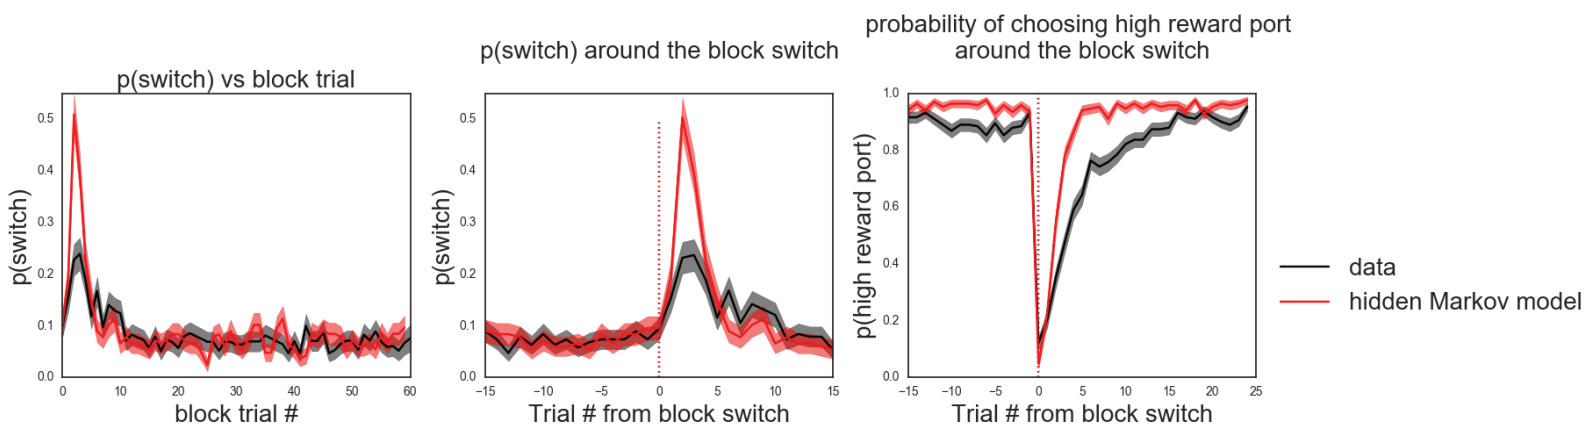 p(switch) vs block trial
p(switch)
0.5
0.4
0.3
0.2
0.1
0.0
0 10 20 30 40 50 60
block trial #
p(switch) around the block switch
p(switch)
0.5
0.4
0.3
0.2
0.1
0.0
−15 −10 −5 0 5 10 15
Trial # from block switch
probability of choosing high reward port
around the block switch
p(high reward port)
1.0
0.8
0.6
0.4
0.2
0.0
−15 −10 −5 0 5 10 15 20 25
Trial # from block switch
data
hidden Markov model